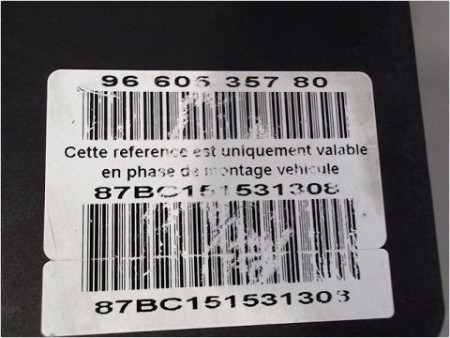 96 605 357 80
Cette reference est uniquement valable
en phase de montage vehicule
87BC151531308
87BC151531308